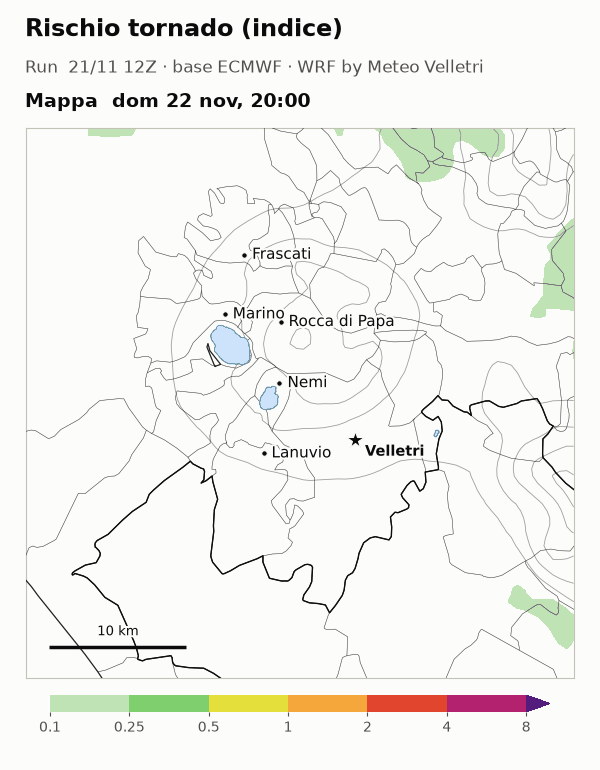 Rischio tornado (indice)
Run  21/11 12Z · base ECMWF · WRF by Meteo Velletri
Mappa  dom 22 nov, 20:00
Frascati
Marino
Rocca di Papa
Nemi
Velletri
Lanuvio
10 km
0.1 0.25 0.5 1 2 4 8